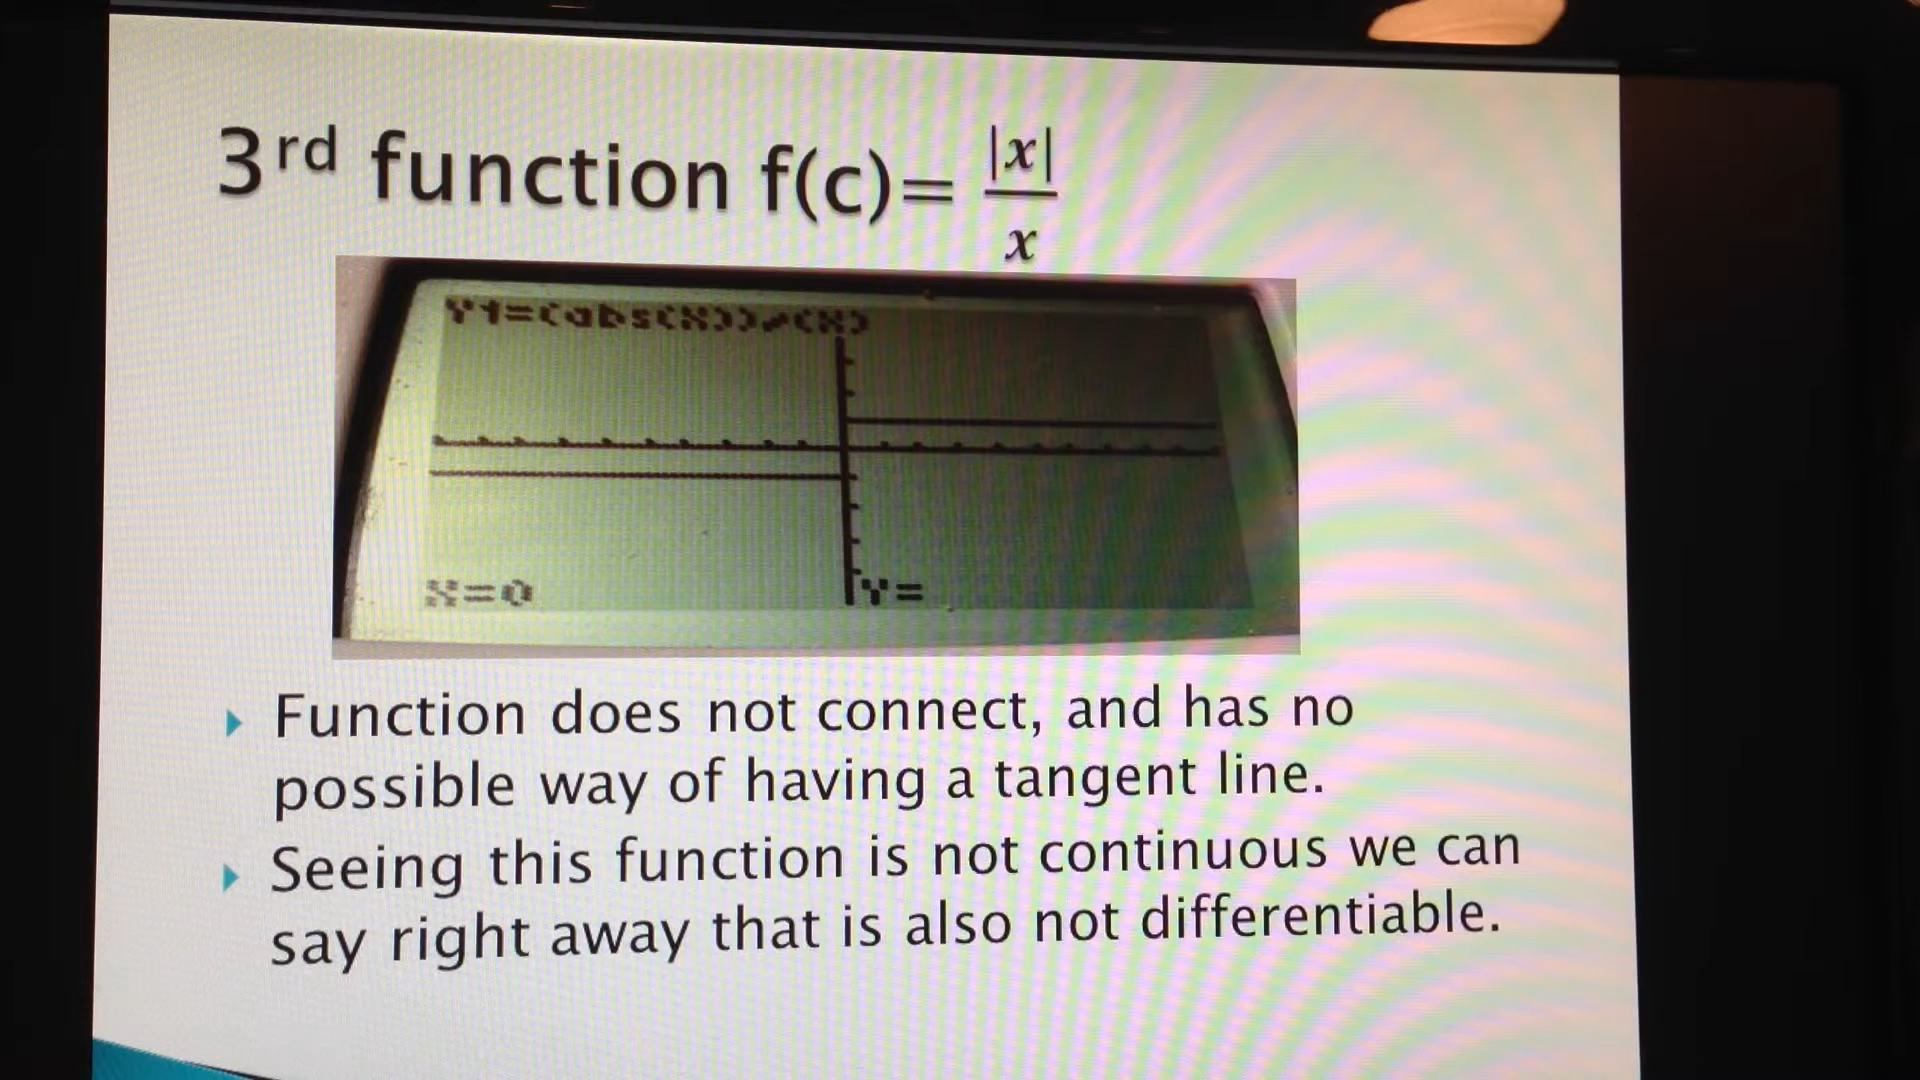 3rd function f(c)= |x|/x
Y1=(abs(X))/(X)
X=0 Y=
Function does not connect, and has no
possible way of having a tangent line.
Seeing this function is not continuous we can
say right away that is also not differentiable.